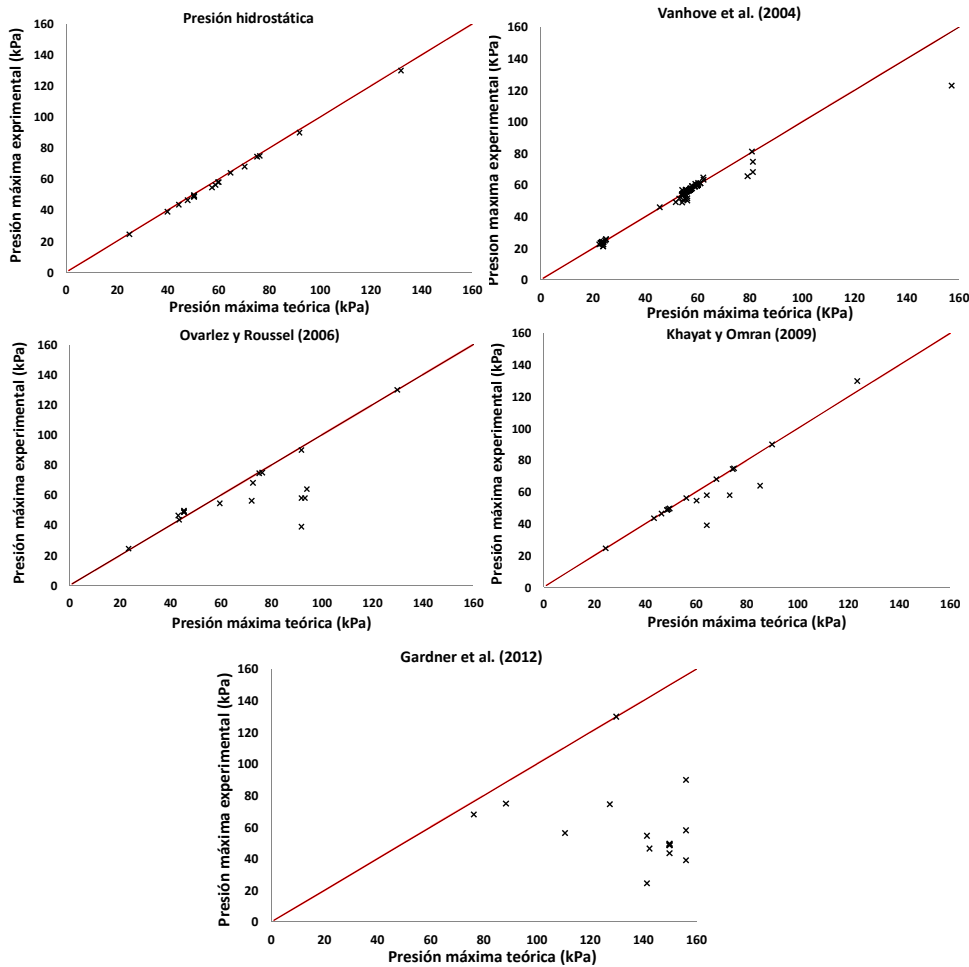 Presión hidrostática
Presión máxima exprimental (kPa)
160
140
120
100
80
60
40
20
0
0 20 40 60 80 100 120 140 160
Presión máxima teórica (kPa)
Vanhove et al. (2004)
Presión máxima experimental (KPa)
160
140
120
100
80
60
40
20
0
0 20 40 60 80 100 120 140 160
Presión máxima teórica (KPa)
Ovarlez y Roussel (2006)
Presión máxima experimental (kPa)
160
140
120
100
80
60
40
20
0
0 20 40 60 80 100 120 140 160
Presión máxima teórica (kPa)
Khayat y Omran (2009)
Presión máxima experimental (kPa)
160
140
120
100
80
60
40
20
0
0 20 40 60 80 100 120 140 160
Presión máxima teórica (kPa)
Gardner et al. (2012)
Presión máxima experimental (kPa)
160
140
120
100
80
60
40
20
0
0 20 40 60 80 100 120 140 160
Presión máxima teórica (kPa)